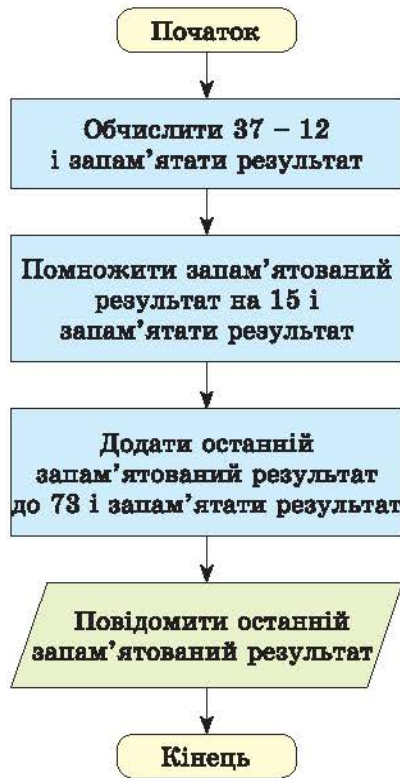 Початок
Обчислити 37 – 12
і запам’ятати результат
Помножити запам’ятований
результат на 15 і
запам’ятати результат
Додати останній
запам’ятований результат
до 73 і запам’ятати результат
Повідомити останній
запам’ятований результат
Кінець